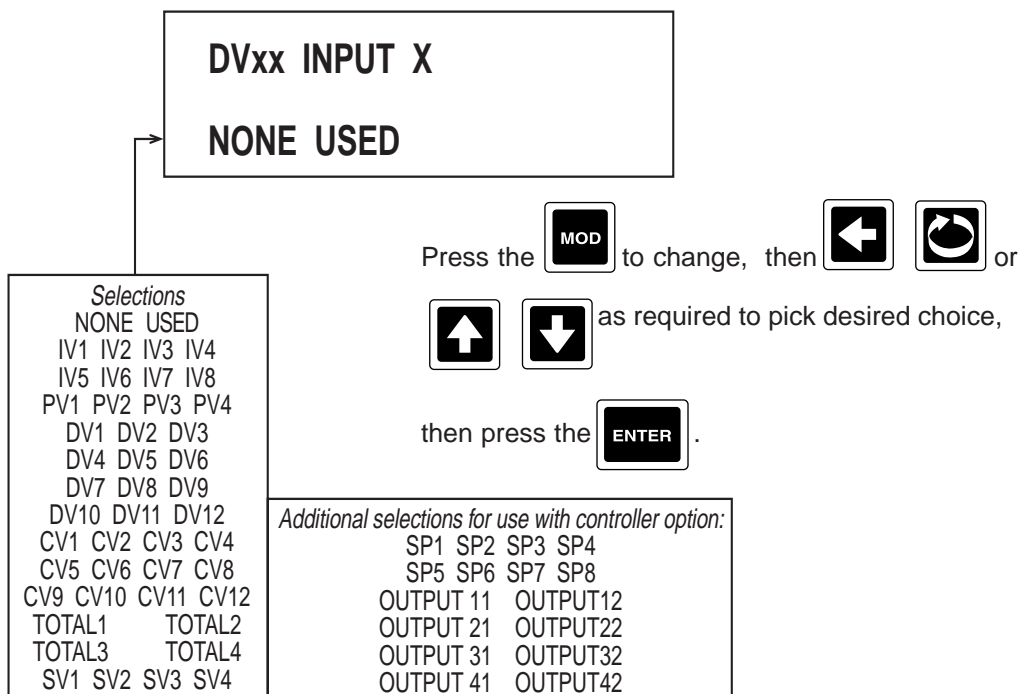 DVxx INPUT X
NONE USED
Press the MOD to change, then or
as required to pick desired choice,
then press the ENTER .
Selections
NONE USED
IV1 IV2 IV3 IV4
IV5 IV6 IV7 IV8
PV1 PV2 PV3 PV4
DV1 DV2 DV3
DV4 DV5 DV6
DV7 DV8 DV9
DV10 DV11 DV12
CV1 CV2 CV3 CV4
CV5 CV6 CV7 CV8
CV9 CV10 CV11 CV12
TOTAL1 TOTAL2
TOTAL3 TOTAL4
SV1 SV2 SV3 SV4
Additional selections for use with controller option:
SP1 SP2 SP3 SP4
SP5 SP6 SP7 SP8
OUTPUT 11 OUTPUT12
OUTPUT 21 OUTPUT22
OUTPUT 31 OUTPUT32
OUTPUT 41 OUTPUT42